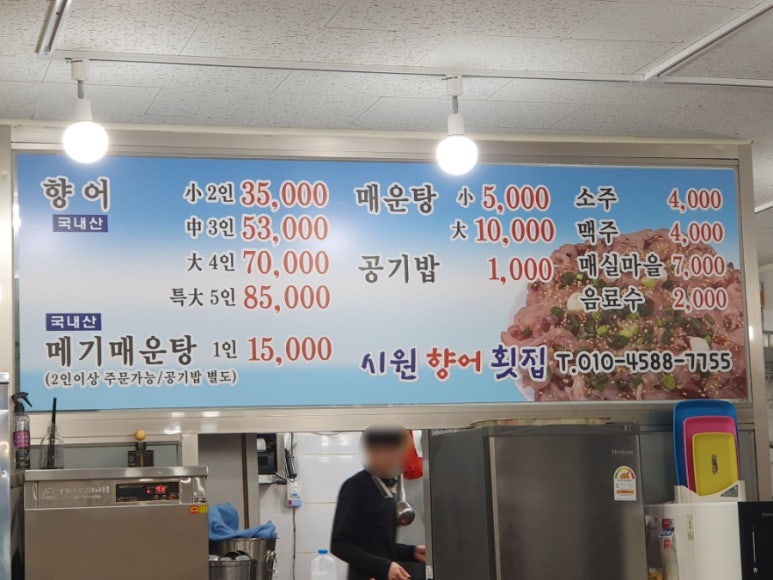 향어 小 2인 35,000
국내산 中 3인 53,000
大 4인 70,000
특大 5인 85,000
국내산
메기매운탕 1인 15,000
(2인이상 주문가능/공기밥 별도)
매운탕 小 5,000
大 10,000
공기밥 1,000
소주 4,000
맥주 4,000
매실마을 7,000
음료수 2,000
시원 향어 횟집 T.010-4588-7755